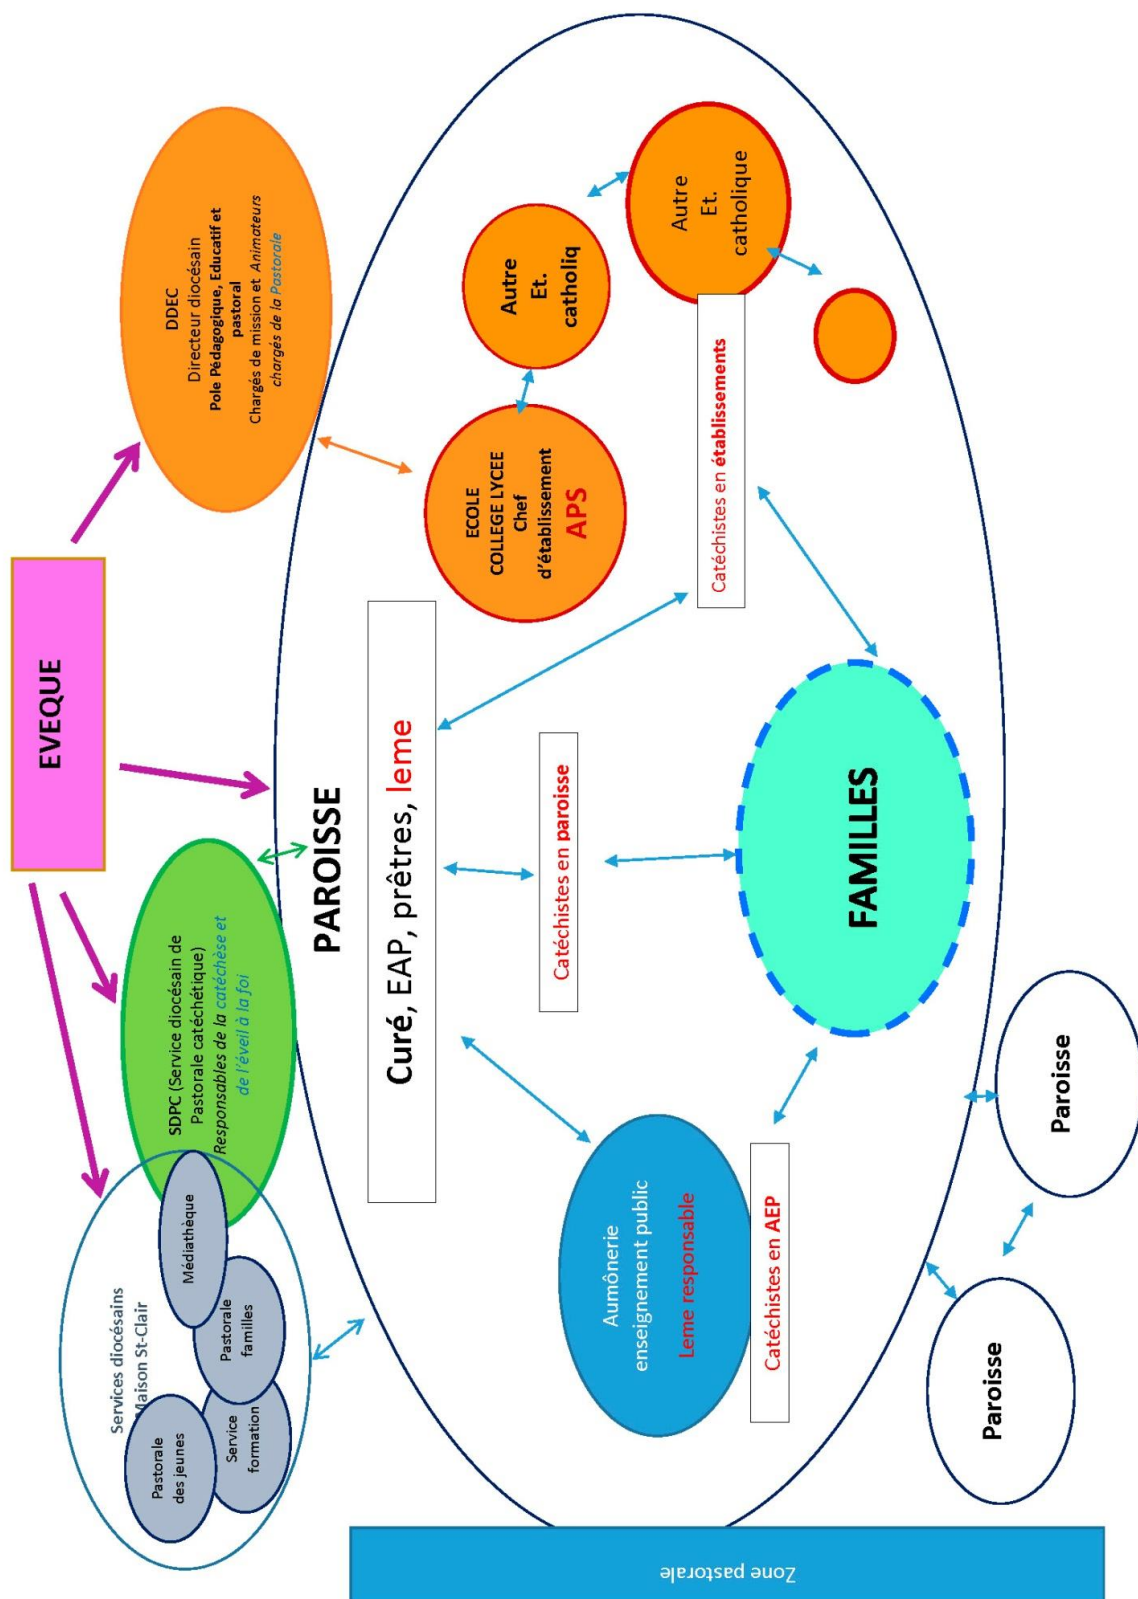 EVEQUE
Services diocésains
Maison St-Clair
Pastorale
des jeunes
Service
formation
Pastorale
familles
Médiathèque
SDPC (Service diocésain de
Pastorale catéchétique)
Responsables de la catéchèse et
de l'éveil à la foi
DDEC
Directeur diocésain
Pole Pédagogique, Educatif et
pastoral
Chargés de mission et Animateurs
chargés de la Pastorale
PAROISSE
Curé, EAP, prêtres, leme
ECOLE
COLLEGE LYCEE
Chef
d'établissement
APS
Autre
Et.
catholiq
Autre
Et.
catholique
Catéchistes en paroisse
Catéchistes en établissements
Aumônerie
enseignement public
Leme responsable
Catéchistes en AEP
FAMILLES
Paroisse
Paroisse
Zone pastorale